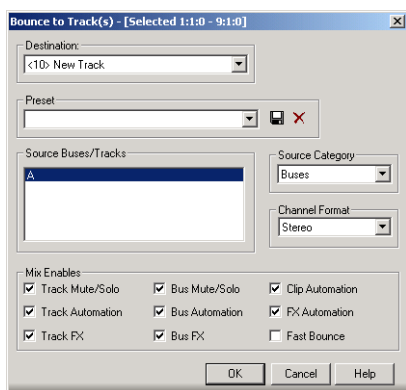 Bounce to Track(s) - [Selected 1:1:0 - 9:1:0]
Destination:
<10> New Track
Preset
Source Buses/Tracks
A
Source Category
Buses
Channel Format
Stereo
Mix Enables
Track Mute/Solo Bus Mute/Solo Clip Automation
Track Automation Bus Automation FX Automation
Track FX Bus FX Fast Bounce
OK Cancel Help